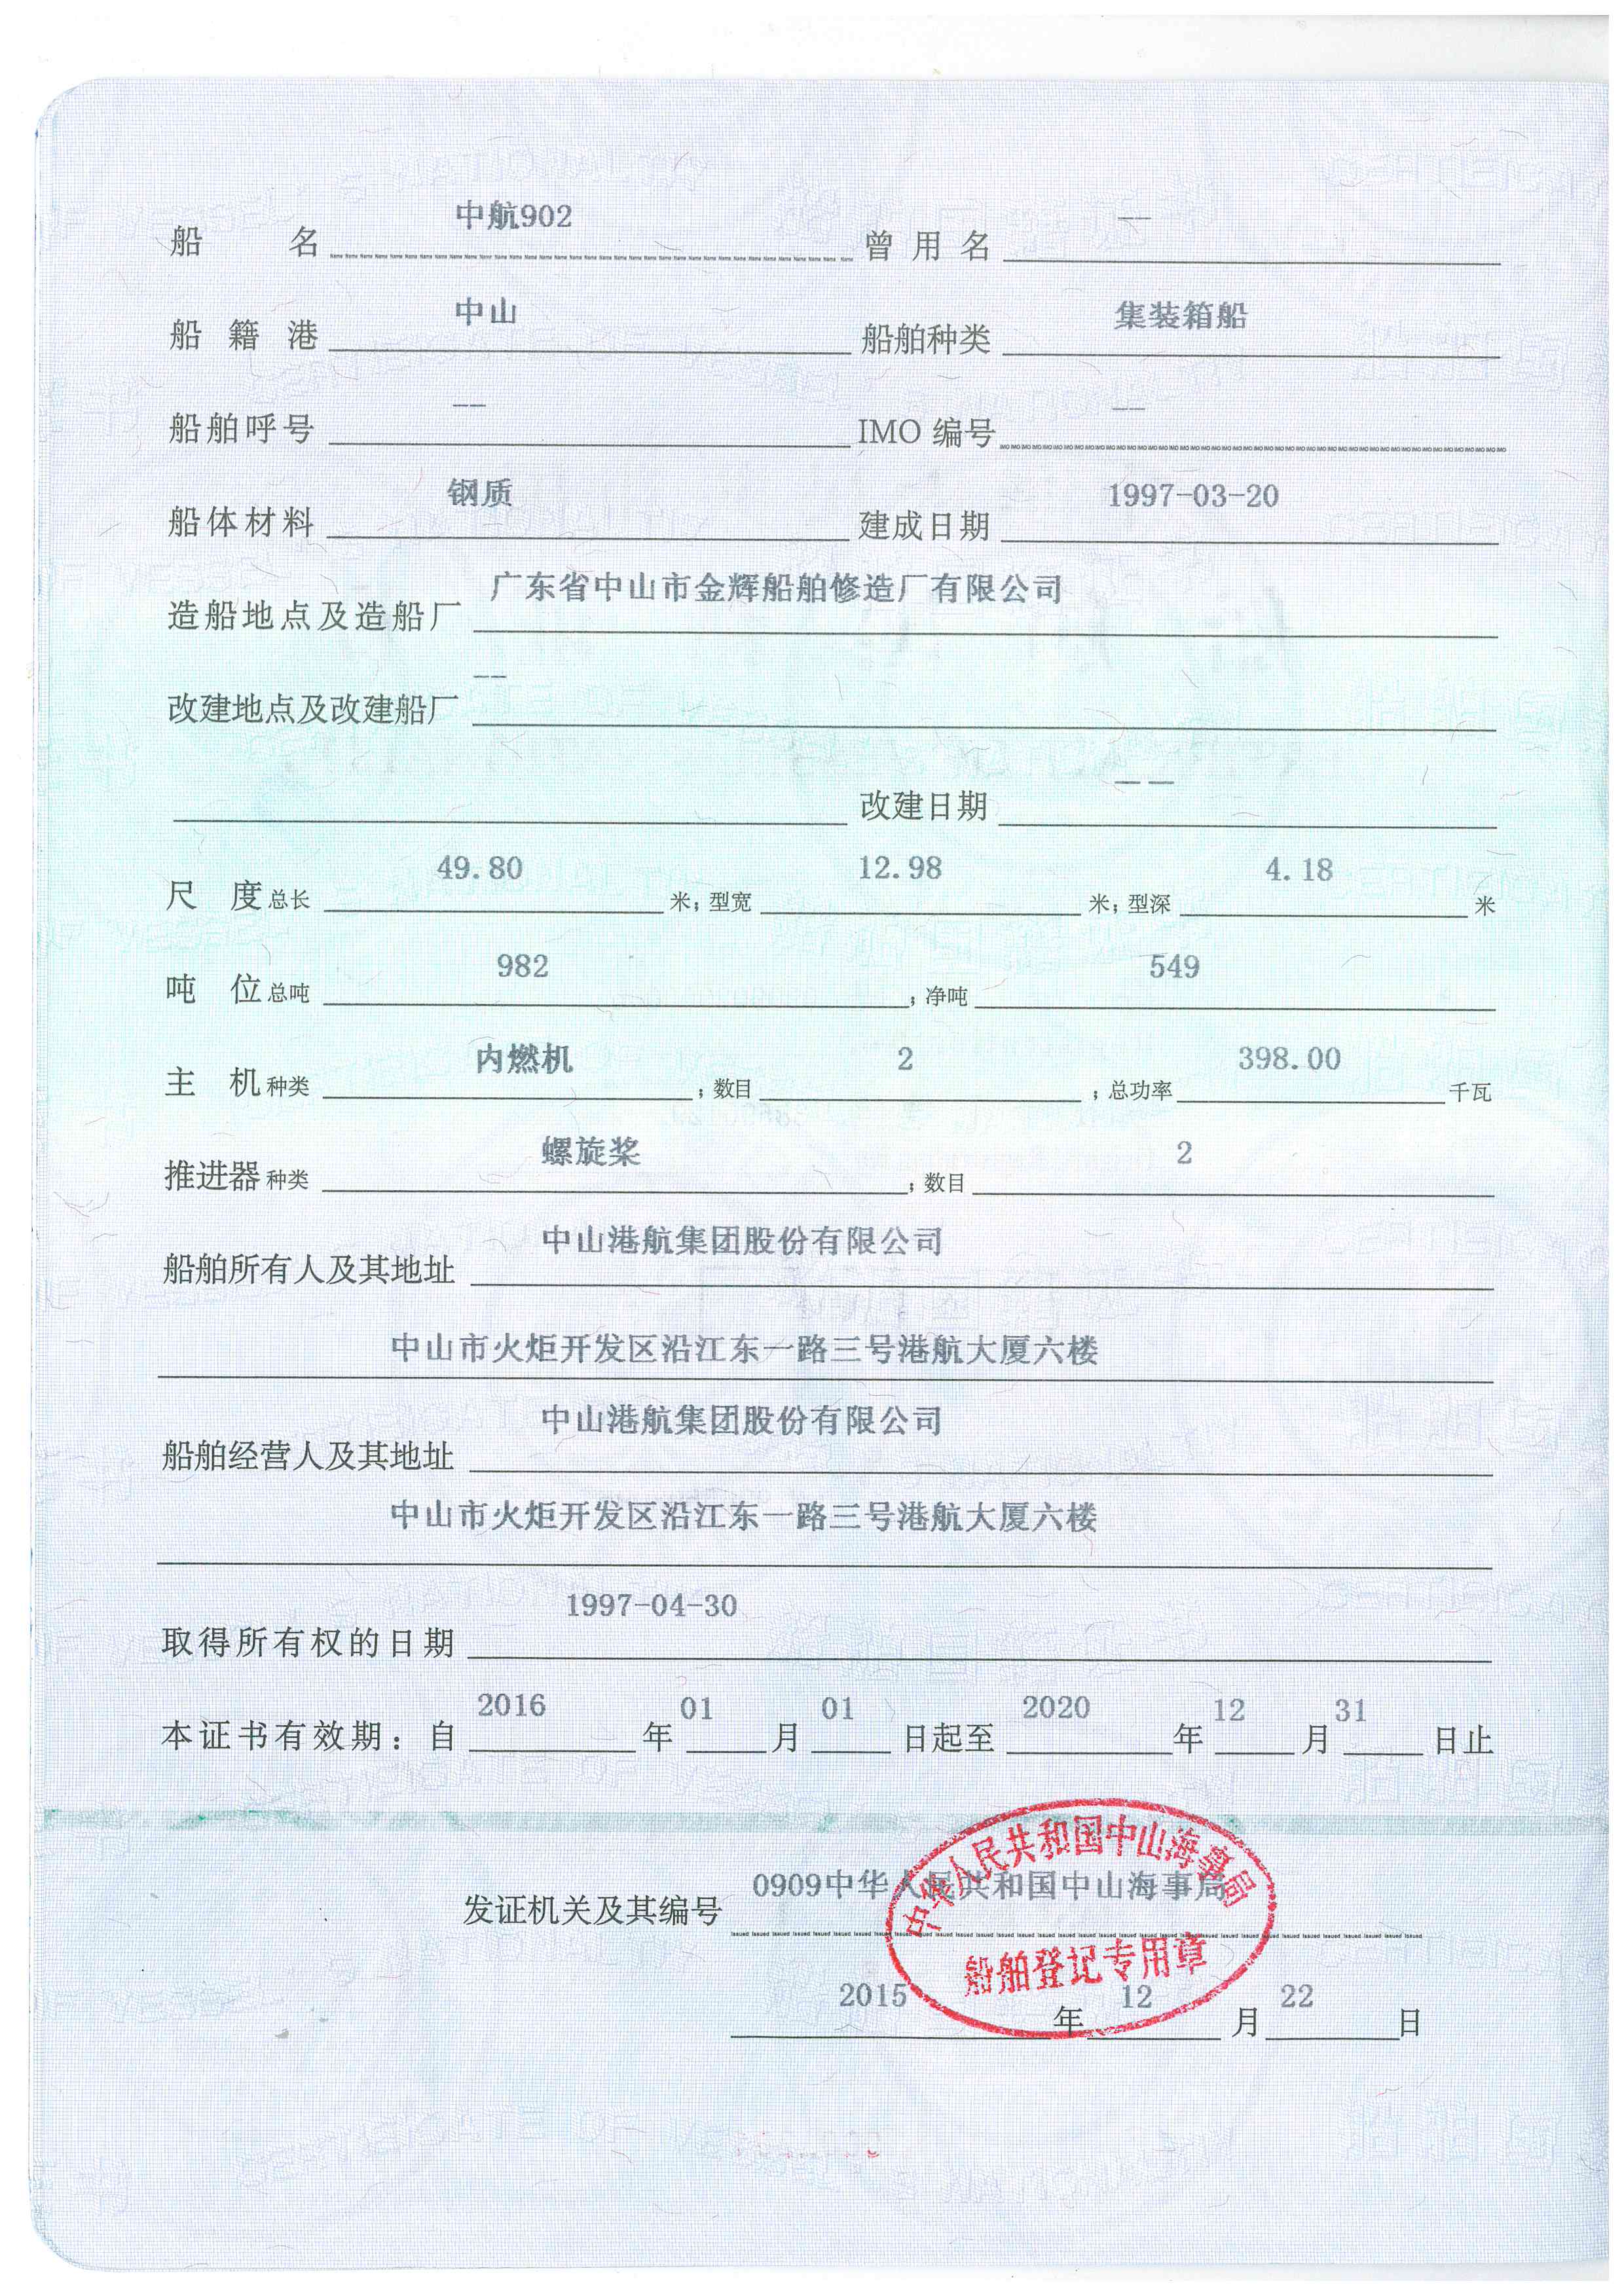 船 名 中航902 曾用名 ——
船籍港 中山 船舶种类 集装箱船
船舶呼号 —— IMO 编号 ——
船体材料 钢质 建成日期 1997-03-20
造船地点及造船厂 广东省中山市金辉船舶修造厂有限公司
改建地点及改建船厂 ——
改建日期 — —
尺 度 总长 49.80 米; 型宽 12.98 米; 型深 4.18 米
吨 位 总吨 982 ; 净吨 549
主 机 种类 内燃机 ; 数目 2 ; 总功率 398.00 千瓦
推进器 种类 螺旋桨 ; 数目 2
船舶所有人及其地址 中山港航集团股份有限公司
中山市火炬开发区沿江东一路三号港航大厦六楼
船舶经营人及其地址 中山港航集团股份有限公司
中山市火炬开发区沿江东一路三号港航大厦六楼
取得所有权的日期 1997-04-30
本证书有效期: 自 2016 年 01 月 01 日起至 2020 年 12 月 31 日止
中华人民共和国中山海事局
发证机关及其编号 0909中华人民共和国中山海事局
船舶登记专用章
2015 年 12 月 22 日